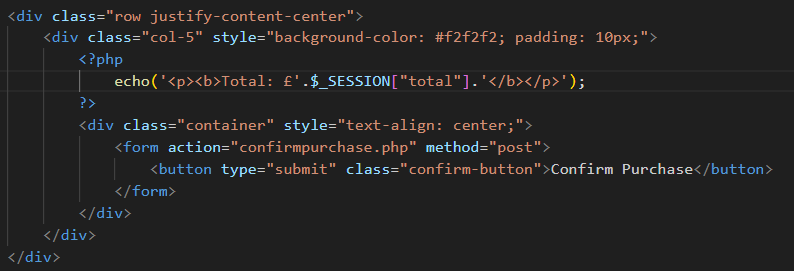 <div class="row justify-content-center">
    <div class="col-5" style="background-color: #f2f2f2; padding: 10px;">
        <?php
            echo('<p><b>Total: £'.$_SESSION["total"].'</b></p>');
        ?>
        <div class="container" style="text-align: center;">
            <form action="confirmpurchase.php" method="post">
                <button type="submit" class="confirm-button">Confirm Purchase</button>
            </form>
        </div>
    </div>
</div>